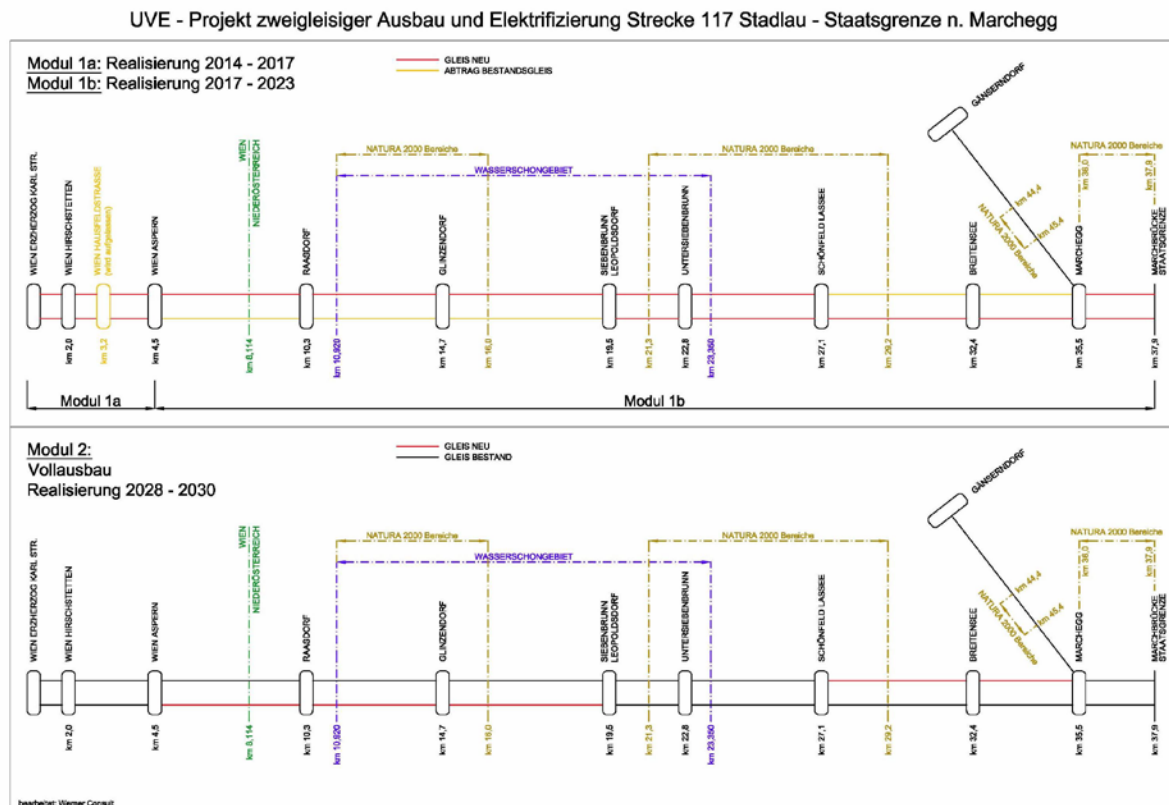 UVE - Projekt zweigleisiger Ausbau und Elektrifizierung Strecke 117 Stadlau - Staatsgrenze n. Marchegg
Modul 1a: Realisierung 2014 - 2017
Modul 1b: Realisierung 2017 - 2023
GLEIS NEU
ABTRAG BESTANDSGLEIS
WIEN ERZHERZOG KARL STR.
WIEN HIRSCHSTETTEN
WIEN HAUSFELDSTRASSE
(wird aufgelassen)
WIEN ASPERN
WIEN
NIEDERÖSTERREICH
RAASDORF
NATURA 2000 Bereiche
WASSERSCHONGEBIET
GLINZENDORF
SIEBENBRUNN
LEOPOLDSDORF
UNTERSIEBENBRUNN
NATURA 2000 Bereiche
SCHÖNFELD LASSEE
BREITENSEE
GÄNSERNDORF
km 44,4
km 45,4
NATURA 2000 Bereiche
MARCHEGG
NATURA 2000 Bereiche
km 36,0
km 37,9
MARCHBRÜCKE
STAATSGRENZE
km 2,0
km 3,2
km 4,5
km 8,114
km 10,3
km 10,920
km 14,7
km 16,0
km 19,5
km 21,3
km 22,8
km 23,350
km 27,1
km 29,2
km 32,4
km 35,5
km 37,9
Modul 1a
Modul 1b
Modul 2:
Vollausbau
Realisierung 2028 - 2030
GLEIS NEU
GLEIS BESTAND
WIEN ERZHERZOG KARL STR.
WIEN HIRSCHSTETTEN
WIEN ASPERN
WIEN
NIEDERÖSTERREICH
RAASDORF
NATURA 2000 Bereiche
WASSERSCHONGEBIET
GLINZENDORF
SIEBENBRUNN
LEOPOLDSDORF
UNTERSIEBENBRUNN
NATURA 2000 Bereiche
SCHÖNFELD LASSEE
BREITENSEE
GÄNSERNDORF
km 44,4
km 45,4
NATURA 2000 Bereiche
MARCHEGG
NATURA 2000 Bereiche
km 36,0
km 37,9
MARCHBRÜCKE
STAATSGRENZE
km 2,0
km 4,5
km 8,114
km 10,3
km 10,920
km 14,7
km 16,0
km 19,5
km 21,3
km 22,8
km 23,350
km 27,1
km 29,2
km 32,4
km 35,5
km 37,9
bearbeitet: Werner Consult